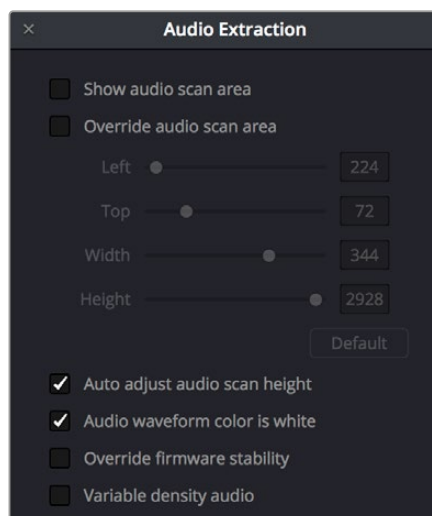 Audio Extraction
Show audio scan area
Override audio scan area
Left 224
Top 72
Width 344
Height 2928
Default
Auto adjust audio scan height
Audio waveform color is white
Override firmware stability
Variable density audio